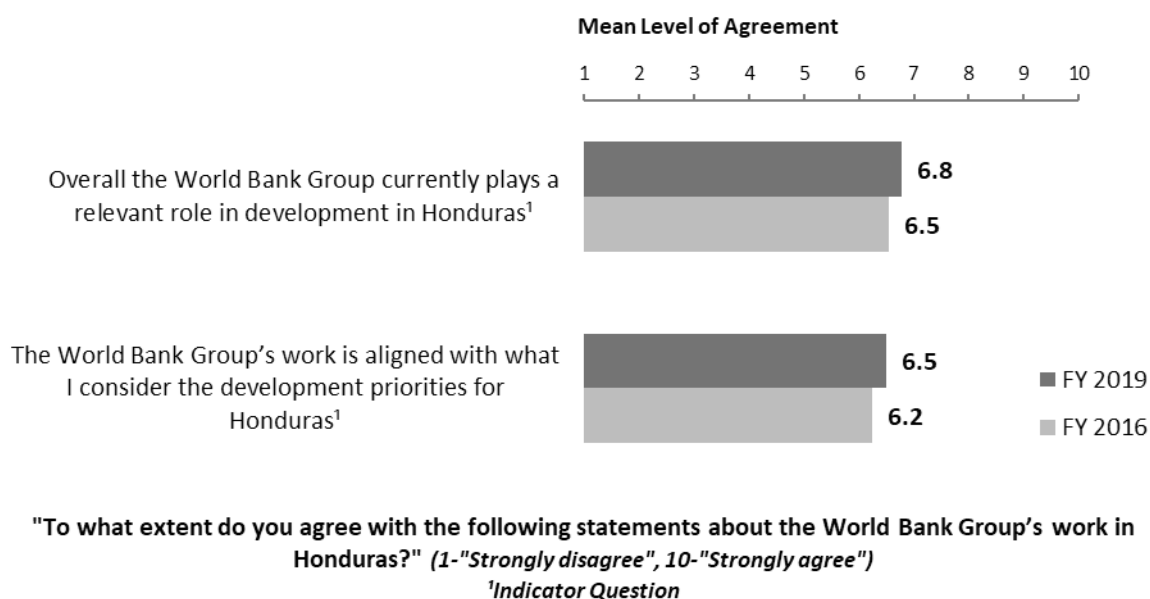 Mean Level of Agreement
1 2 3 4 5 6 7 8 9 10
Overall the World Bank Group currently plays a
relevant role in development in Honduras¹
6.8
6.5
The World Bank Group’s work is aligned with what
I consider the development priorities for
Honduras¹
6.5
6.2
FY 2019
FY 2016
"To what extent do you agree with the following statements about the World Bank Group’s work in
Honduras?" (1-"Strongly disagree", 10-"Strongly agree")
¹Indicator Question